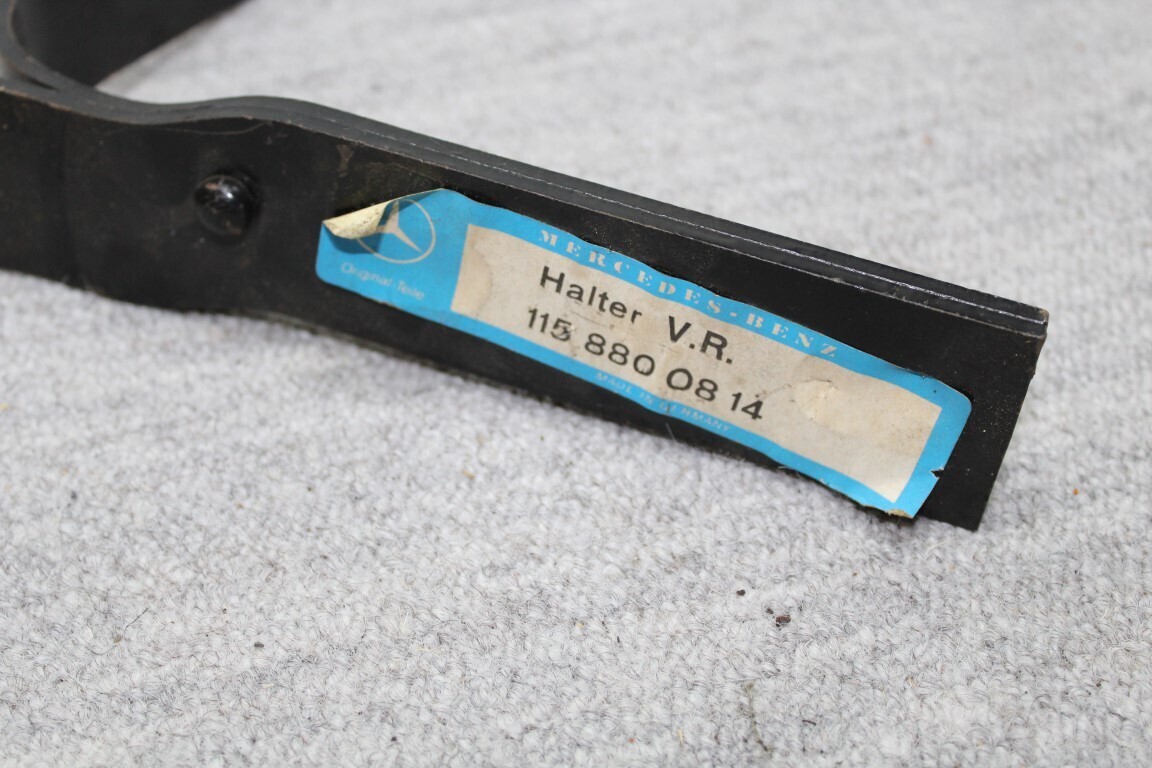 MERCEDES-BENZ
Original-Teile
Halter V.R.
115 880 08 14
MADE IN GERMANY